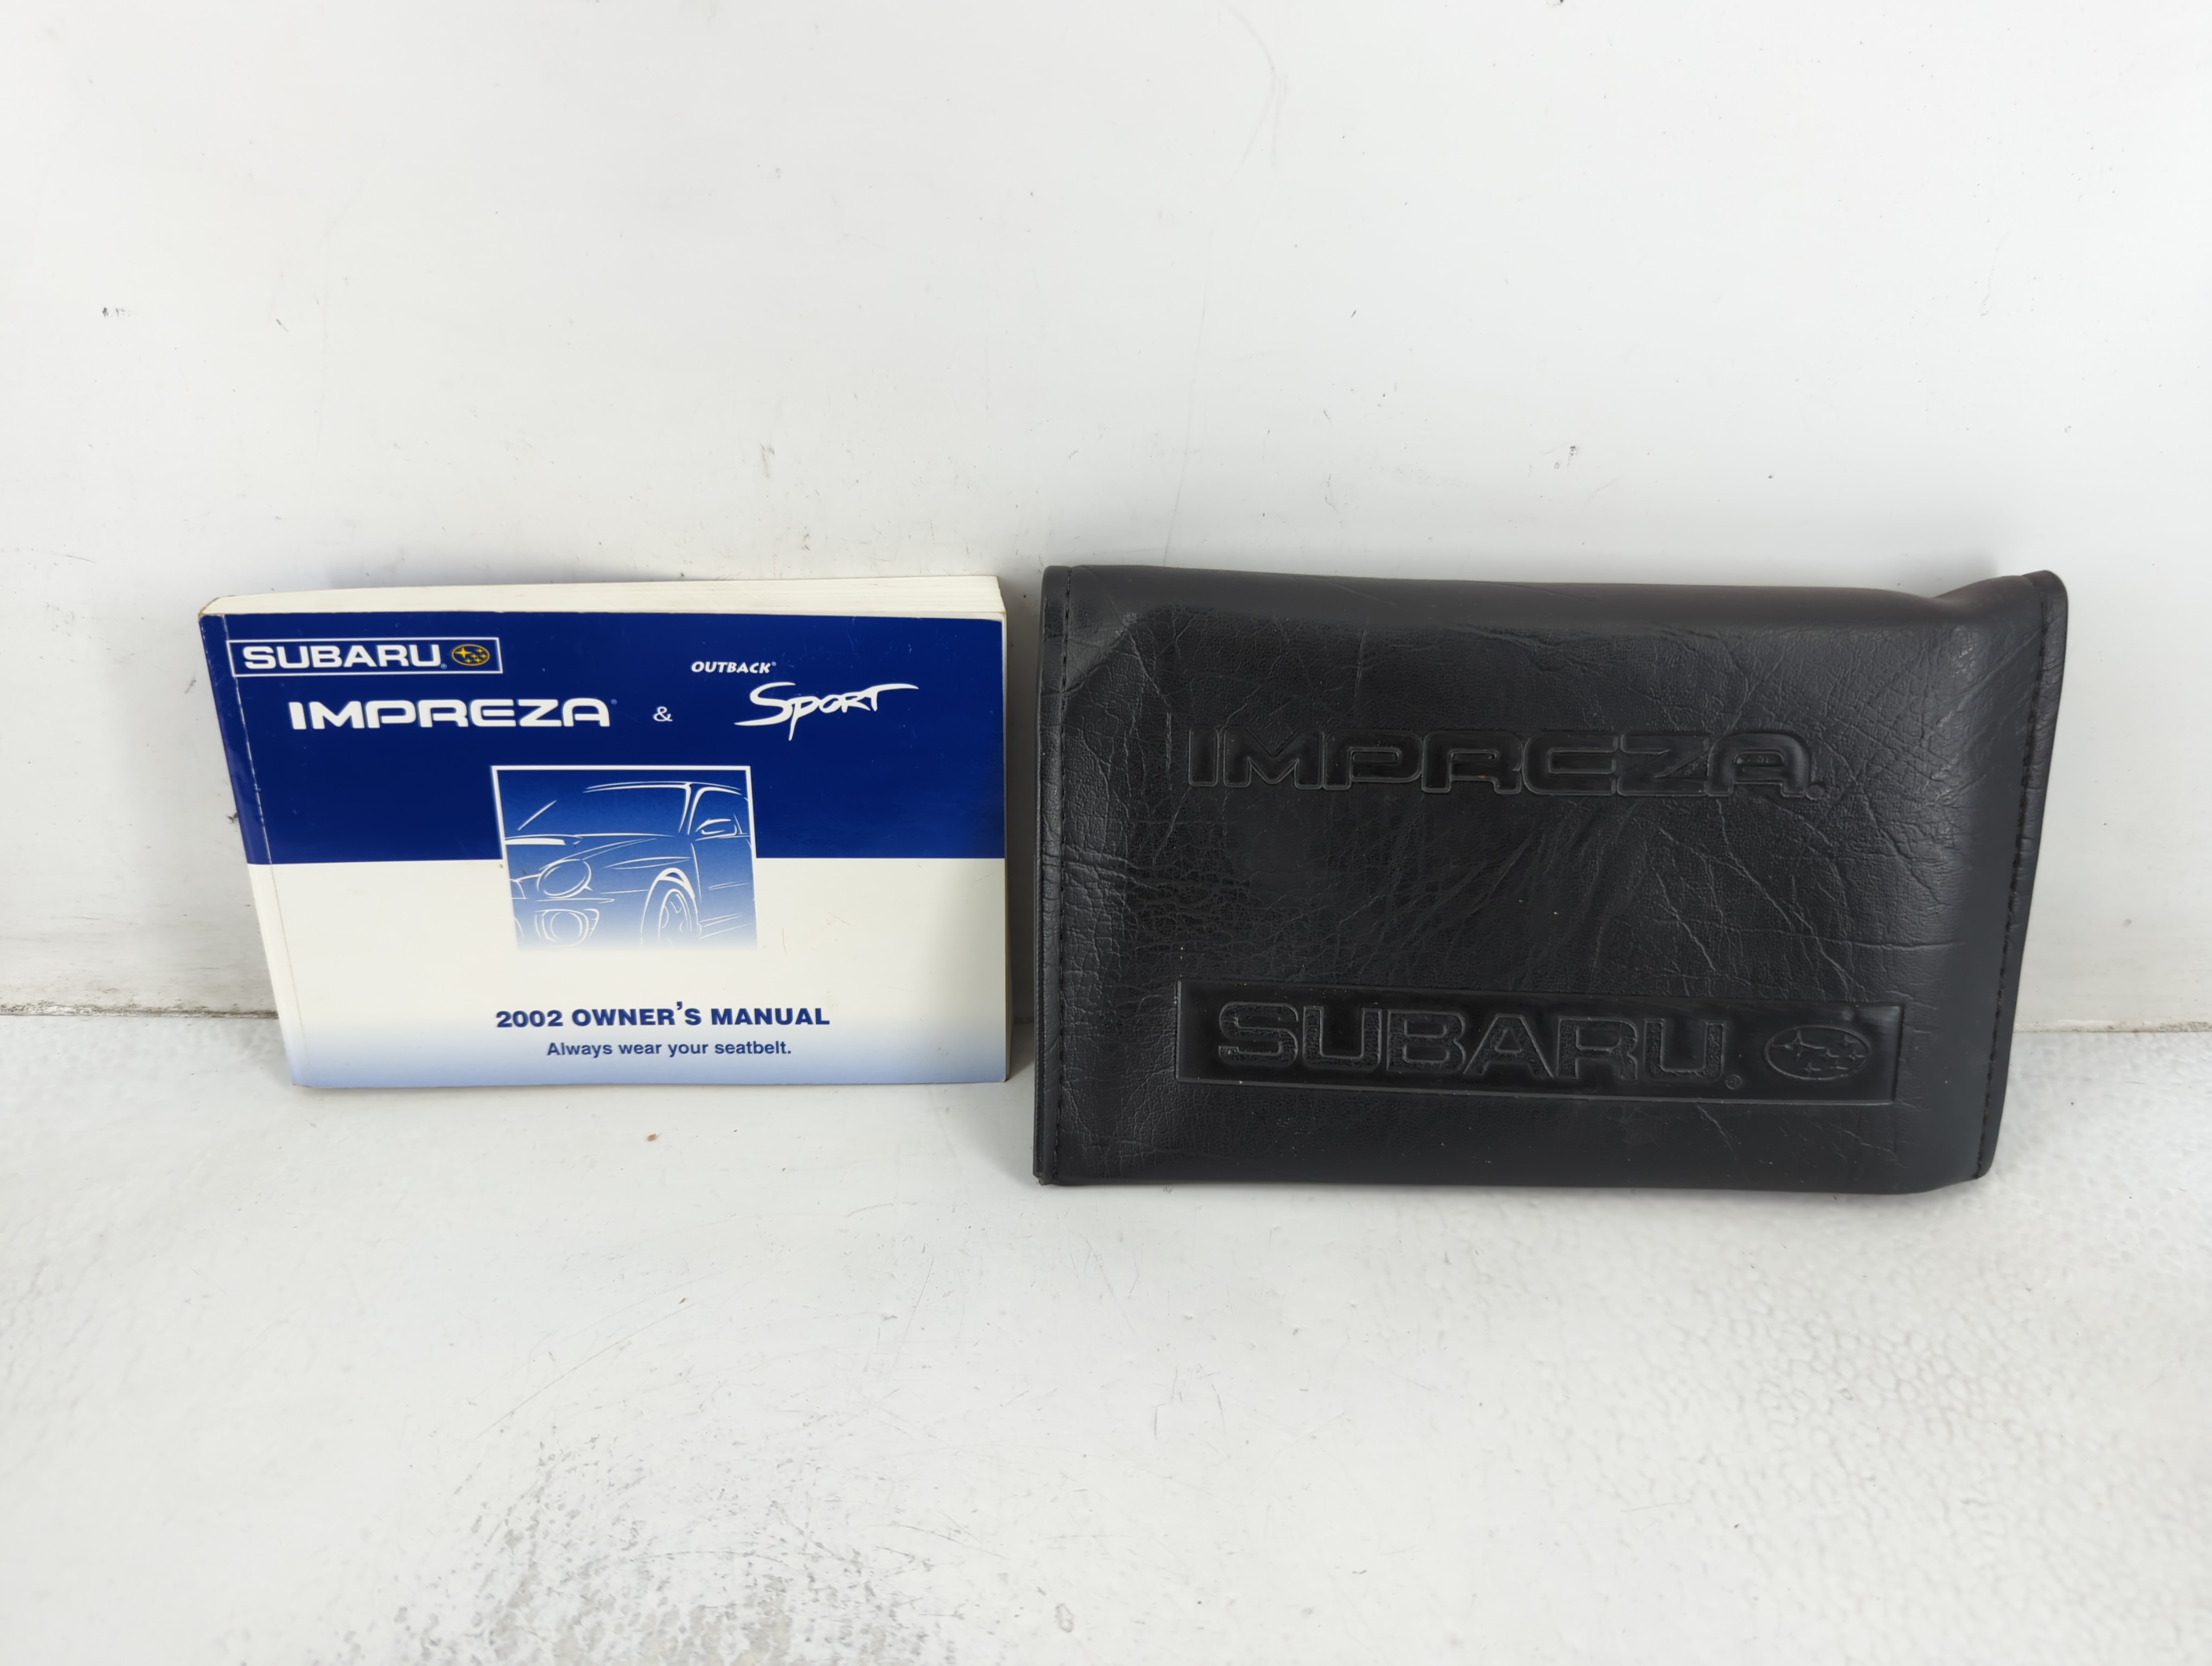 SUBARU®
OUTBACK®
IMPREZA® & SPORT
2002 OWNER'S MANUAL
Always wear your seatbelt.
IMPREZA®
SUBARU®